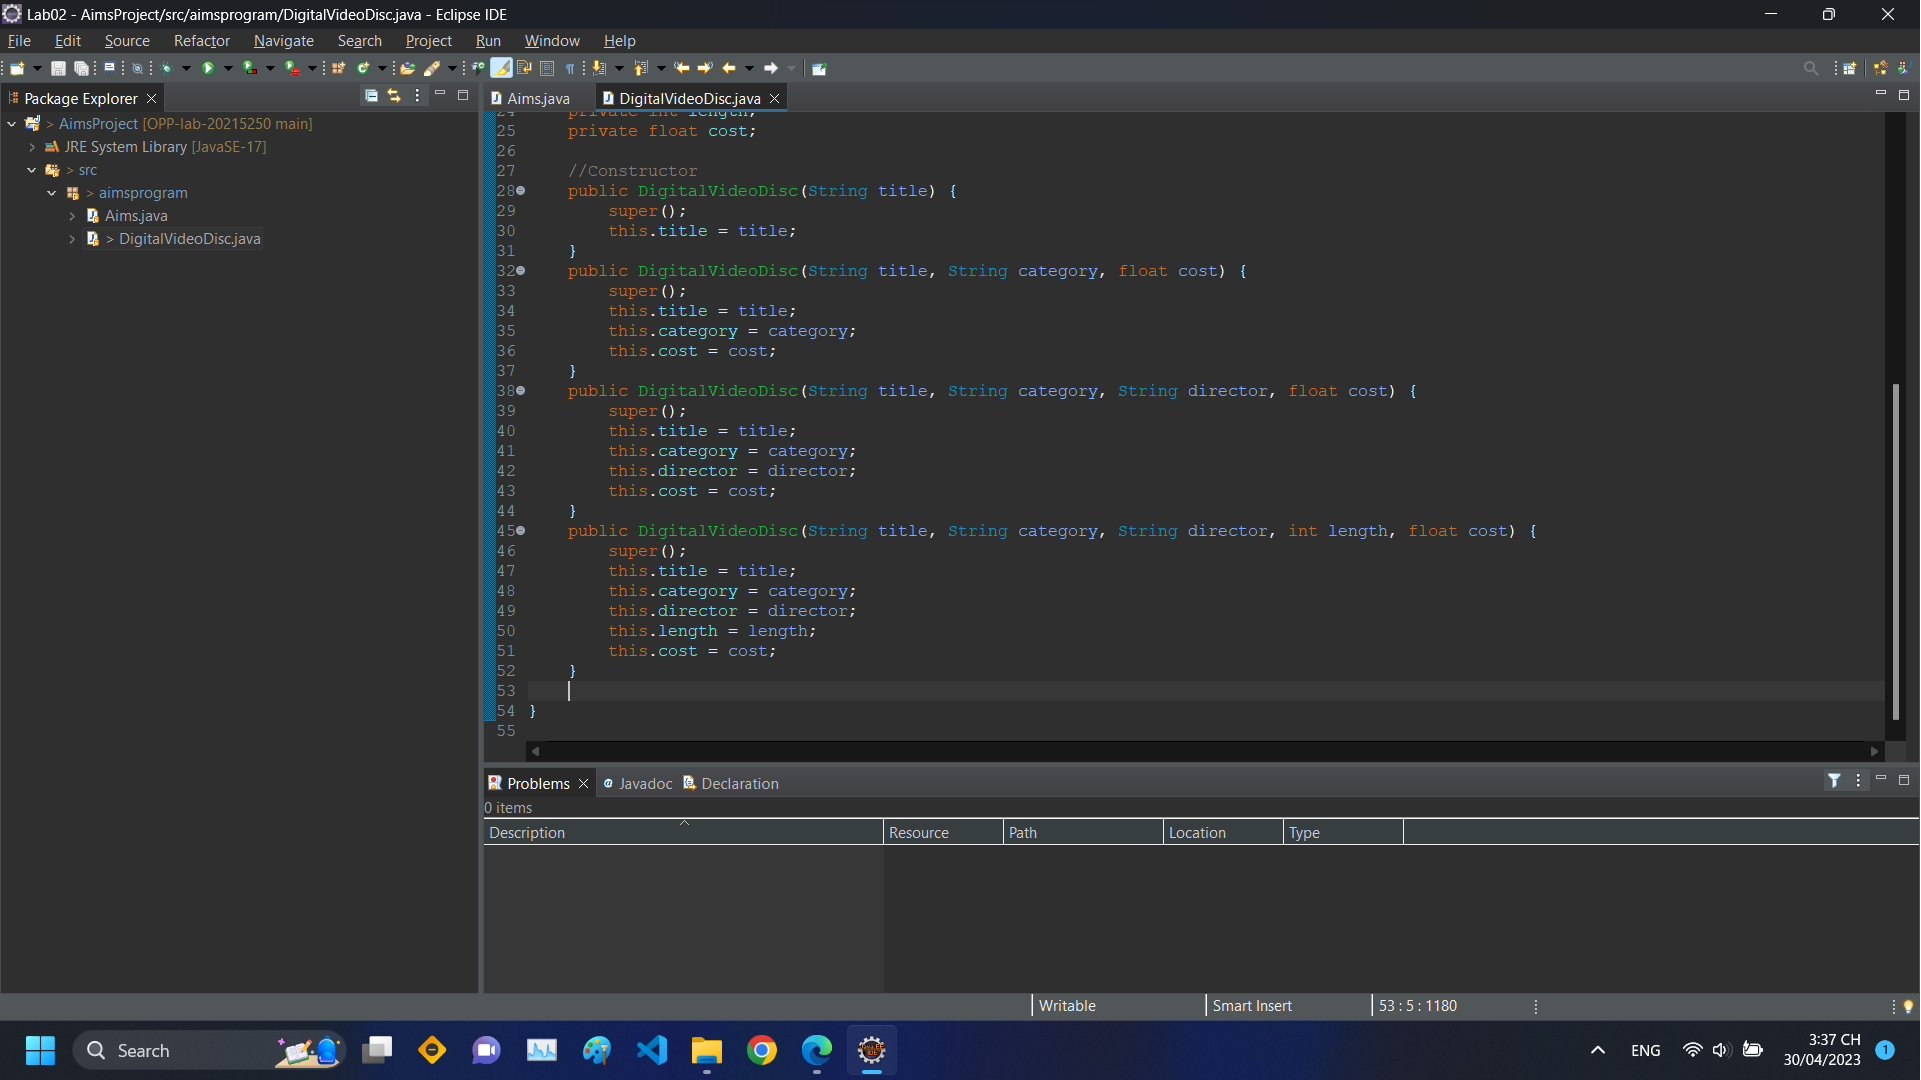 Lab02 - AimsProject/src/aimsprogram/DigitalVideoDisc.java - Eclipse IDE
File Edit Source Refactor Navigate Search Project Run Window Help
Package Explorer
> AimsProject [OPP-lab-20215250 main]
JRE System Library [JavaSE-17]
> src
> aimsprogram
Aims.java
> DigitalVideoDisc.java
Aims.java DigitalVideoDisc.java
24 private int length;
25 private float cost;
26
27 //Constructor
28 public DigitalVideoDisc(String title) {
29 super();
30 this.title = title;
31 }
32 public DigitalVideoDisc(String title, String category, float cost) {
33 super();
34 this.title = title;
35 this.category = category;
36 this.cost = cost;
37 }
38 public DigitalVideoDisc(String title, String category, String director, float cost) {
39 super();
40 this.title = title;
41 this.category = category;
42 this.director = director;
43 this.cost = cost;
44 }
45 public DigitalVideoDisc(String title, String category, String director, int length, float cost) {
46 super();
47 this.title = title;
48 this.category = category;
49 this.director = director;
50 this.length = length;
51 this.cost = cost;
52 }
53
54 }
55
Problems @ Javadoc Declaration
0 items
Description Resource Path Location Type
Writable Smart Insert 53 : 5 : 1180
Search
ENG
3:37 CH
30/04/2023
1